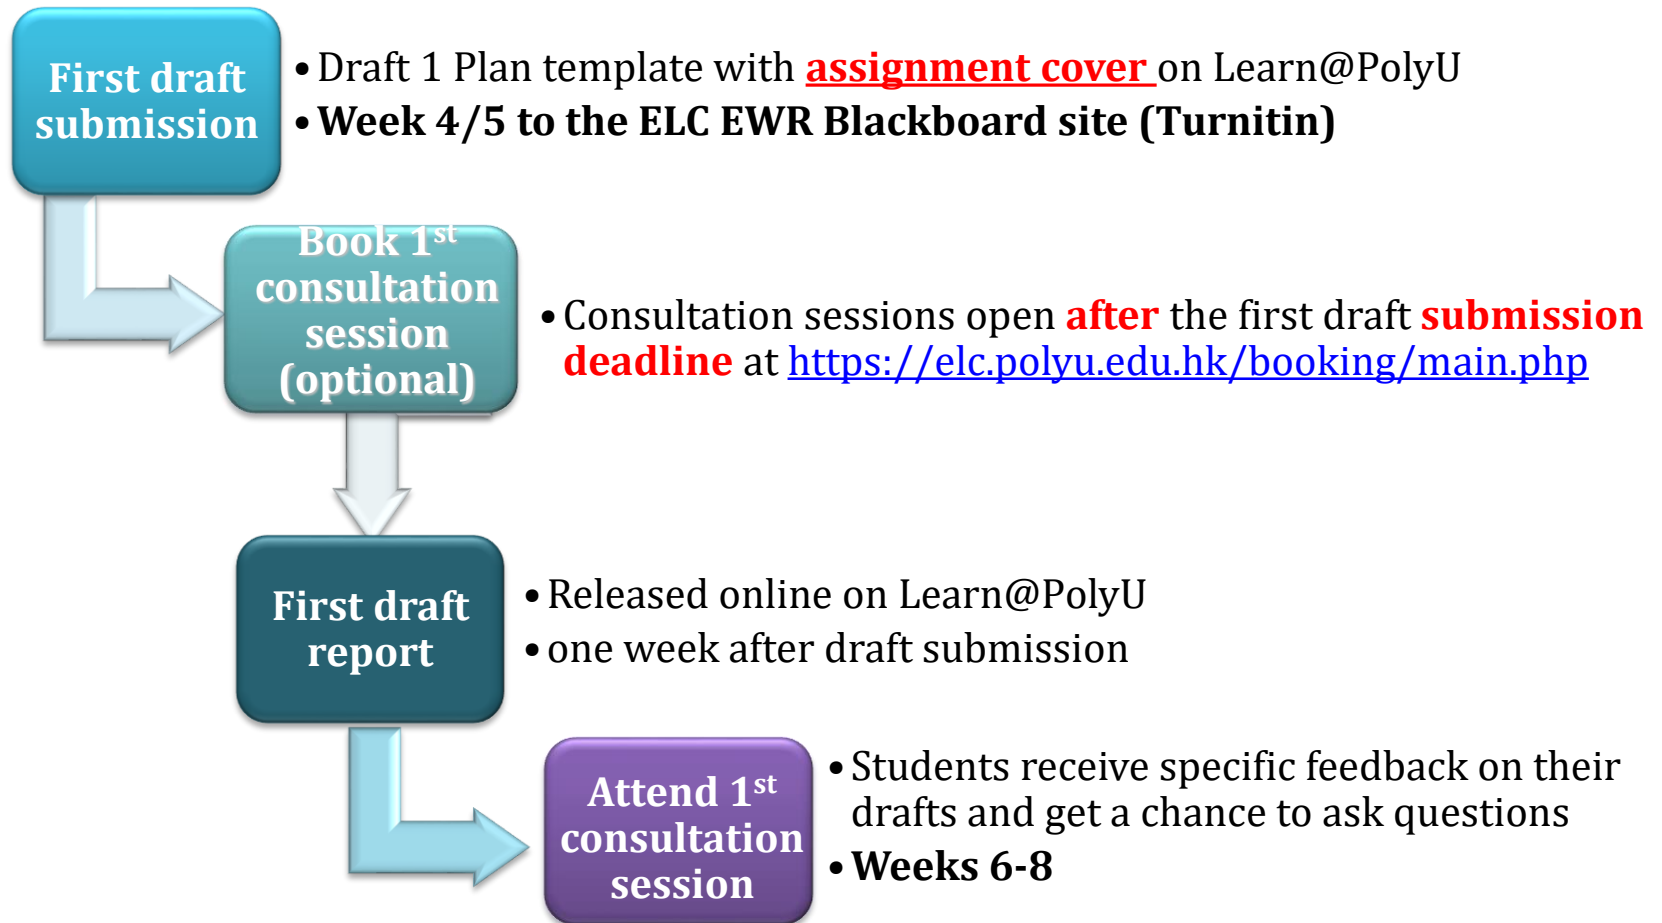 First draft
submission
• Draft 1 Plan template with assignment cover on Learn@PolyU
• Week 4/5 to the ELC EWR Blackboard site (Turnitin)
Book 1st
consultation
session
(optional)
• Consultation sessions open after the first draft submission
deadline at https://elc.polyu.edu.hk/booking/main.php
First draft
report
• Released online on Learn@PolyU
• one week after draft submission
Attend 1st
consultation
session
• Students receive specific feedback on their
drafts and get a chance to ask questions
• Weeks 6-8